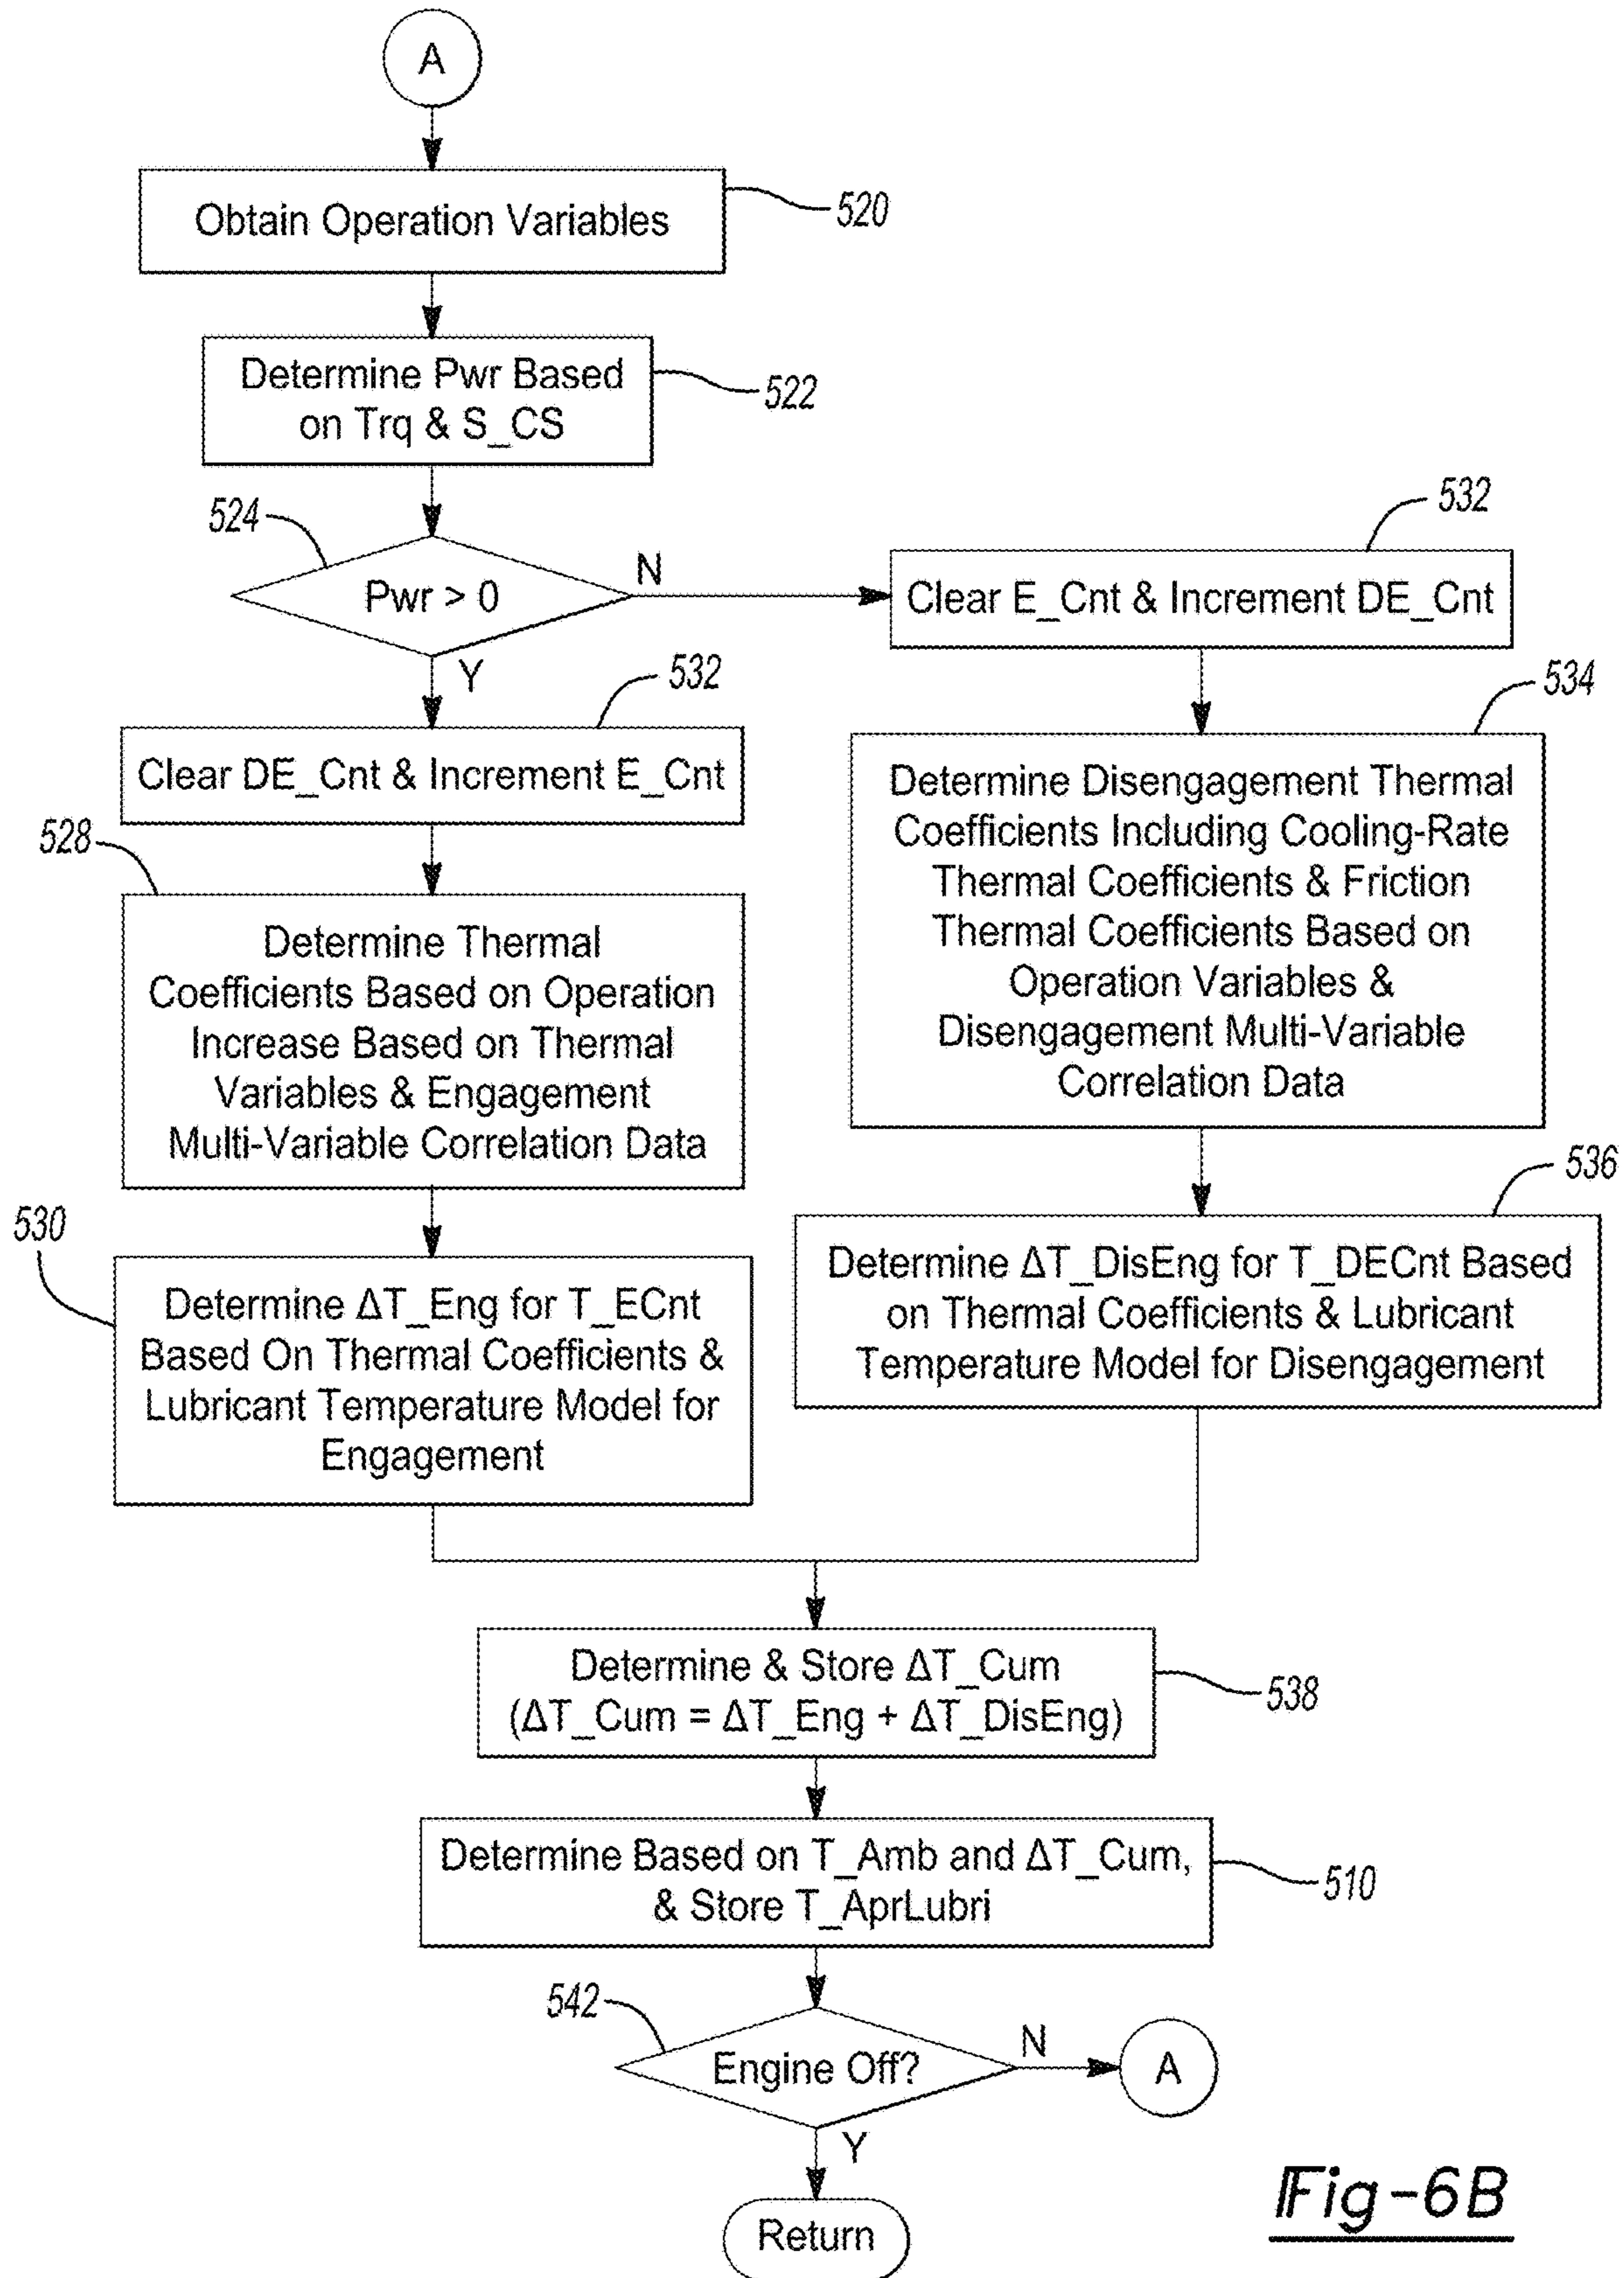 A
Obtain Operation Variables
520
Determine Pwr Based
on Trq & S_CS
522
524
Pwr > 0
N
Y
532
Clear E_Cnt & Increment DE_Cnt
532
Clear DE_Cnt & Increment E_Cnt
534
Determine Disengagement Thermal
Coefficients Including Cooling-Rate
Thermal Coefficients & Friction
Thermal Coefficients Based on
Operation Variables &
Disengagement Multi-Variable
Correlation Data
528
Determine Thermal
Coefficients Based on Operation
Increase Based on Thermal
Variables & Engagement
Multi-Variable Correlation Data
536
Determine ΔT_DisEng for T_DECnt Based
on Thermal Coefficients & Lubricant
Temperature Model for Disengagement
530
Determine ΔT_Eng for T_ECnt
Based On Thermal Coefficients &
Lubricant Temperature Model for
Engagement
Determine & Store ΔT_Cum
(ΔT_Cum = ΔT_Eng + ΔT_DisEng)
538
Determine Based on T_Amb and ΔT_Cum,
& Store T_AprLubri
510
542
Engine Off?
N
A
Y
Return
Fig-6B